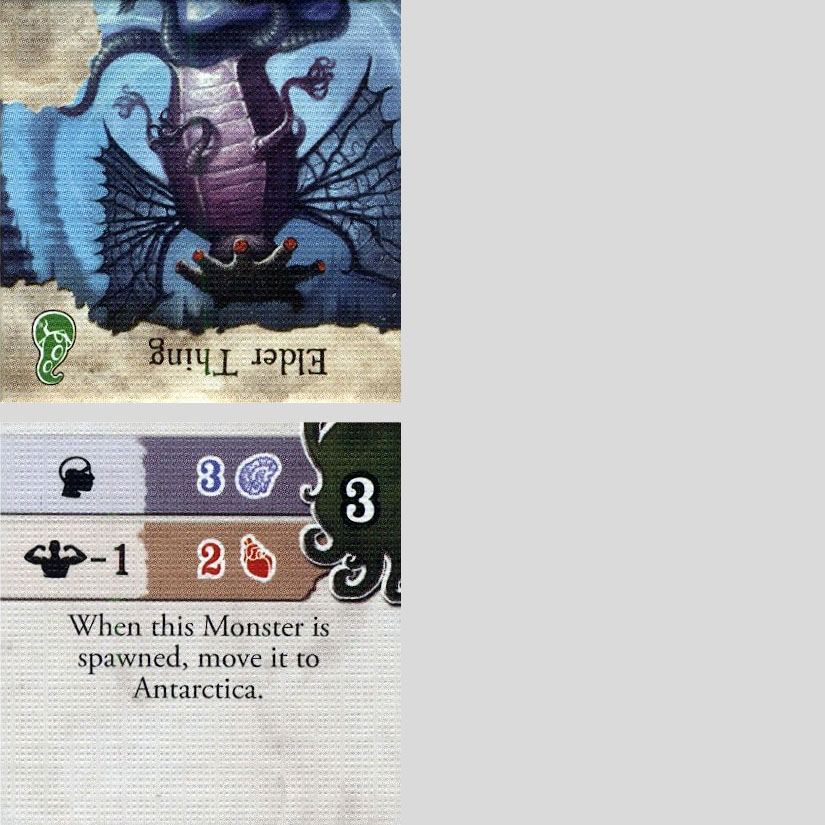 Elder Thing
3
3
-1 2
When this Monster is
spawned, move it to
Antarctica.